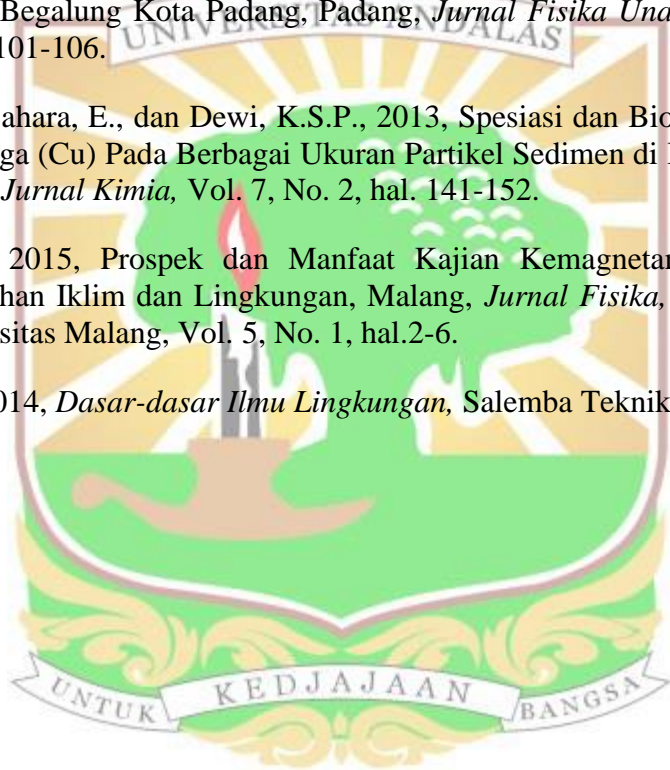 Begalung Kota Padang, Padang, Jurnal Fisika Una
101-106.
UNIVERSITAS ANDALAS
ahara, E., dan Dewi, K.S.P., 2013, Spesiasi dan Bio
ga (Cu) Pada Berbagai Ukuran Partikel Sedimen di
Jurnal Kimia, Vol. 7, No. 2, hal. 141-152.
2015, Prospek dan Manfaat Kajian Kemagnetan
han Iklim dan Lingkungan, Malang, Jurnal Fisika,
sitas Malang, Vol. 5, No. 1, hal.2-6.
014, Dasar-dasar Ilmu Lingkungan, Salemba Teknik
UNTUK KEDJAJAAN BANGSA